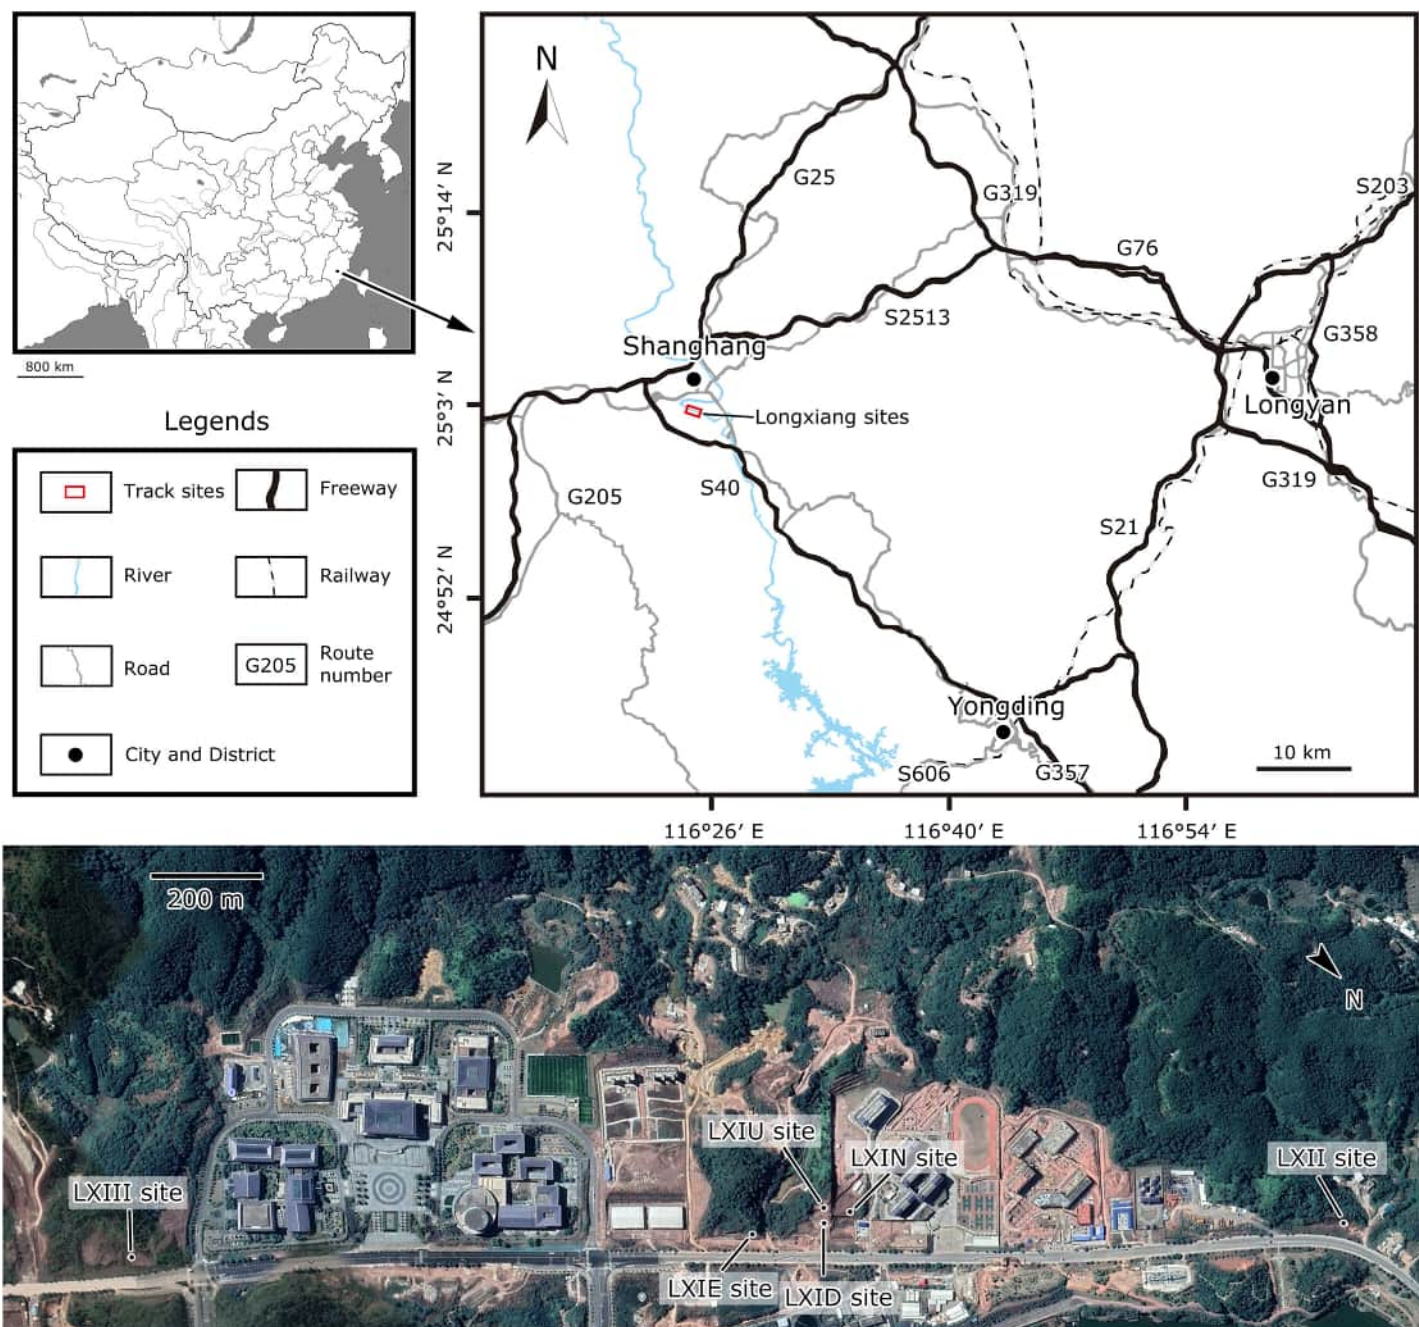 800 km
Legends
Track sites
Freeway
River
Railway
Road
G205
Route
number
City and District
N
25°14′ N
25°3′ N
24°52′ N
G25
G319
S203
G76
S2513
G358
Shanghang
Longyan
Longxiang sites
G205
S40
G319
S21
Yongding
S606
G357
10 km
116°26′ E
116°40′ E
116°54′ E
200 m
N
LXIU site
LXIN site
LXII site
LXIII site
LXIE site
LXID site